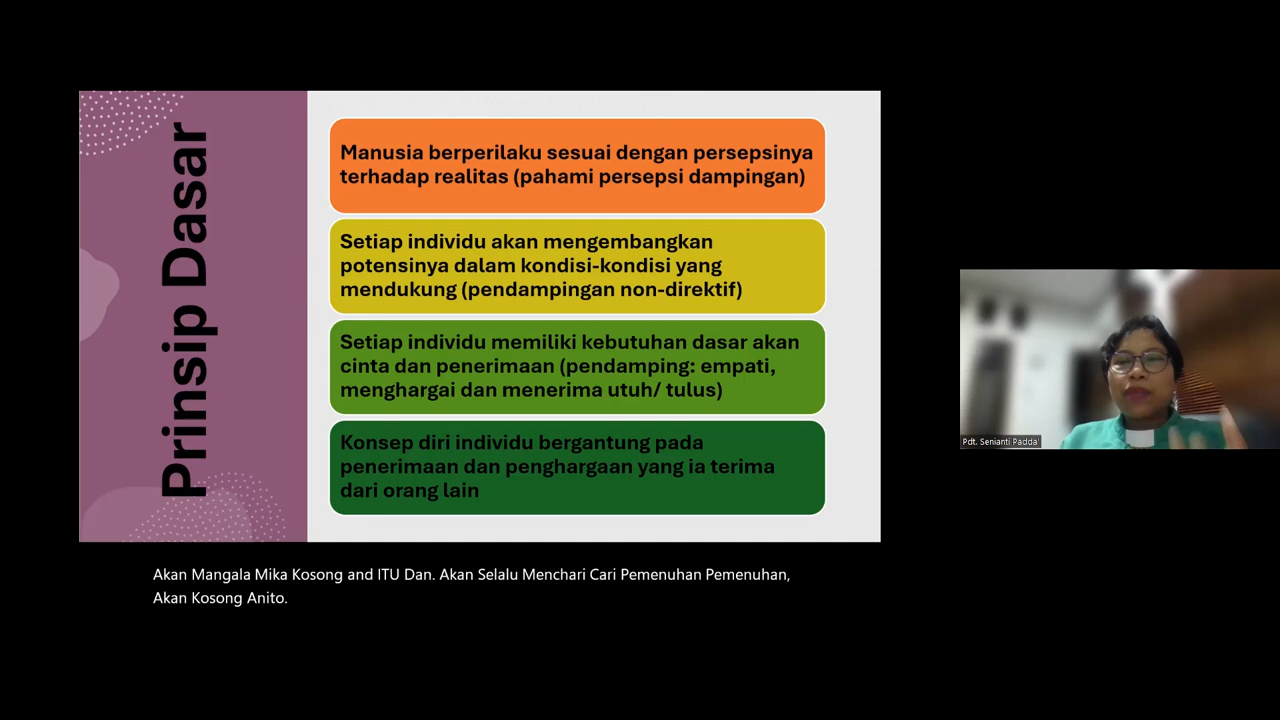 Prinsip Dasar
Manusia berperilaku sesuai dengan persepsinya
terhadap realitas (pahami persepsi dampingan)
Setiap individu akan mengembangkan
potensinya dalam kondisi-kondisi yang
mendukung (pendampingan non-direktif)
Setiap individu memiliki kebutuhan dasar akan
cinta dan penerimaan (pendamping: empati,
menghargai dan menerima utuh/ tulus)
Konsep diri individu bergantung pada
penerimaan dan penghargaan yang ia terima
dari orang lain
Pdt. Senianti Padda'
Akan Mangala Mika Kosong and ITU Dan. Akan Selalu Menchari Cari Pemenuhan Pemenuhan,
Akan Kosong Anito.